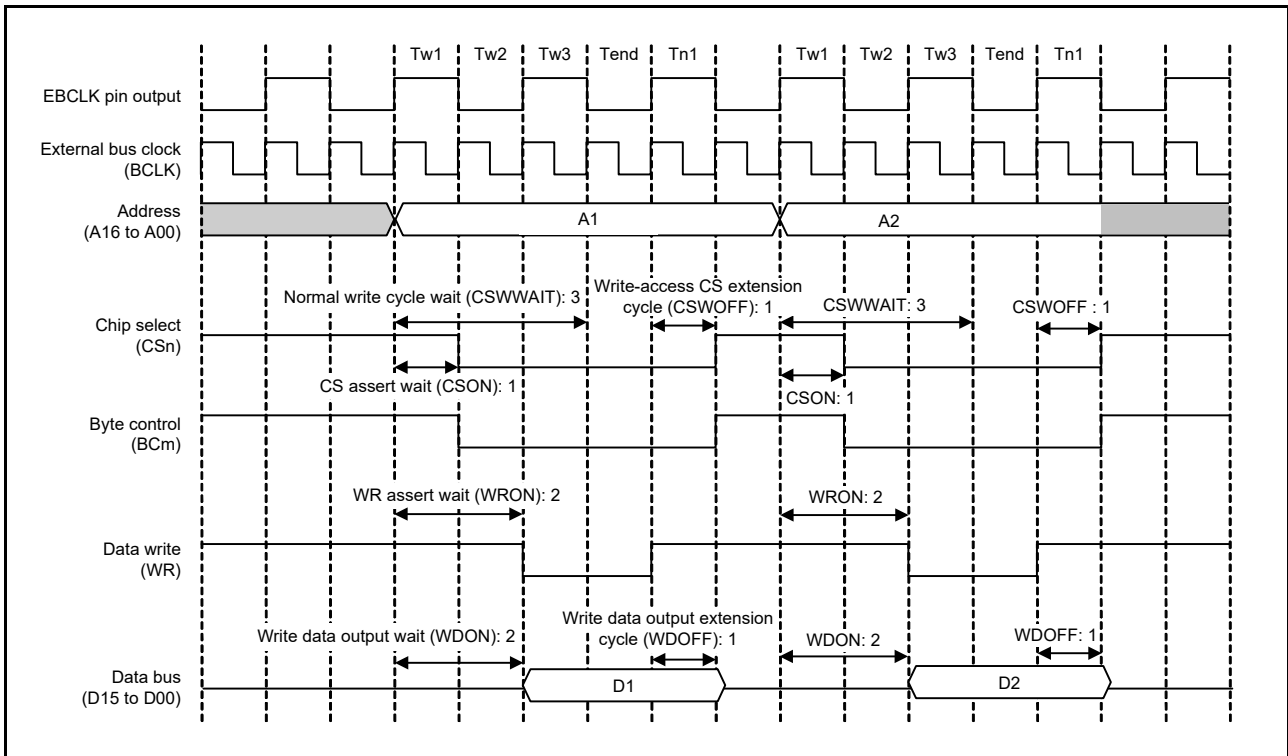 Tw1 Tw2 Tw3 Tend Tn1 Tw1 Tw2 Tw3 Tend Tn1
EBCLK pin output
External bus clock
(BCLK)
Address
(A16 to A00)
A1
A2
Normal write cycle wait (CSWWAIT): 3
Write-access CS extension
cycle (CSWOFF): 1
CSWWAIT: 3
CSWOFF : 1
Chip select
(CSn)
CS assert wait (CSON): 1
CSON: 1
Byte control
(BCm)
WR assert wait (WRON): 2
WRON: 2
Data write
(WR)
Write data output wait (WDON): 2
Write data output extension
cycle (WDOFF): 1
WDON: 2
WDOFF: 1
Data bus
(D15 to D00)
D1
D2